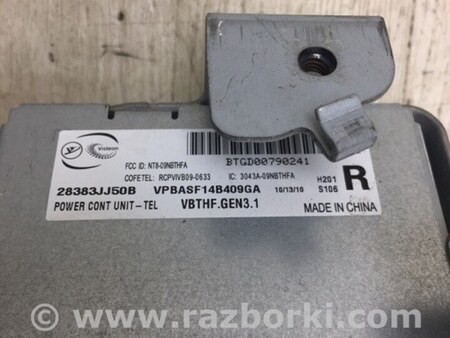 Visteon
FCC ID: NT8-09NBTHFA
BTGD00790241
COFETEL: RCPVIVB09-0633 IC: 3043A-09NBTHFA
28383JJ50B VPBASF14B409GA 10/13/10 H201 R
S106
POWER CONT UNIT-TEL VBTHF.GEN3.1 MADE IN CHINA
© www.razborki.com